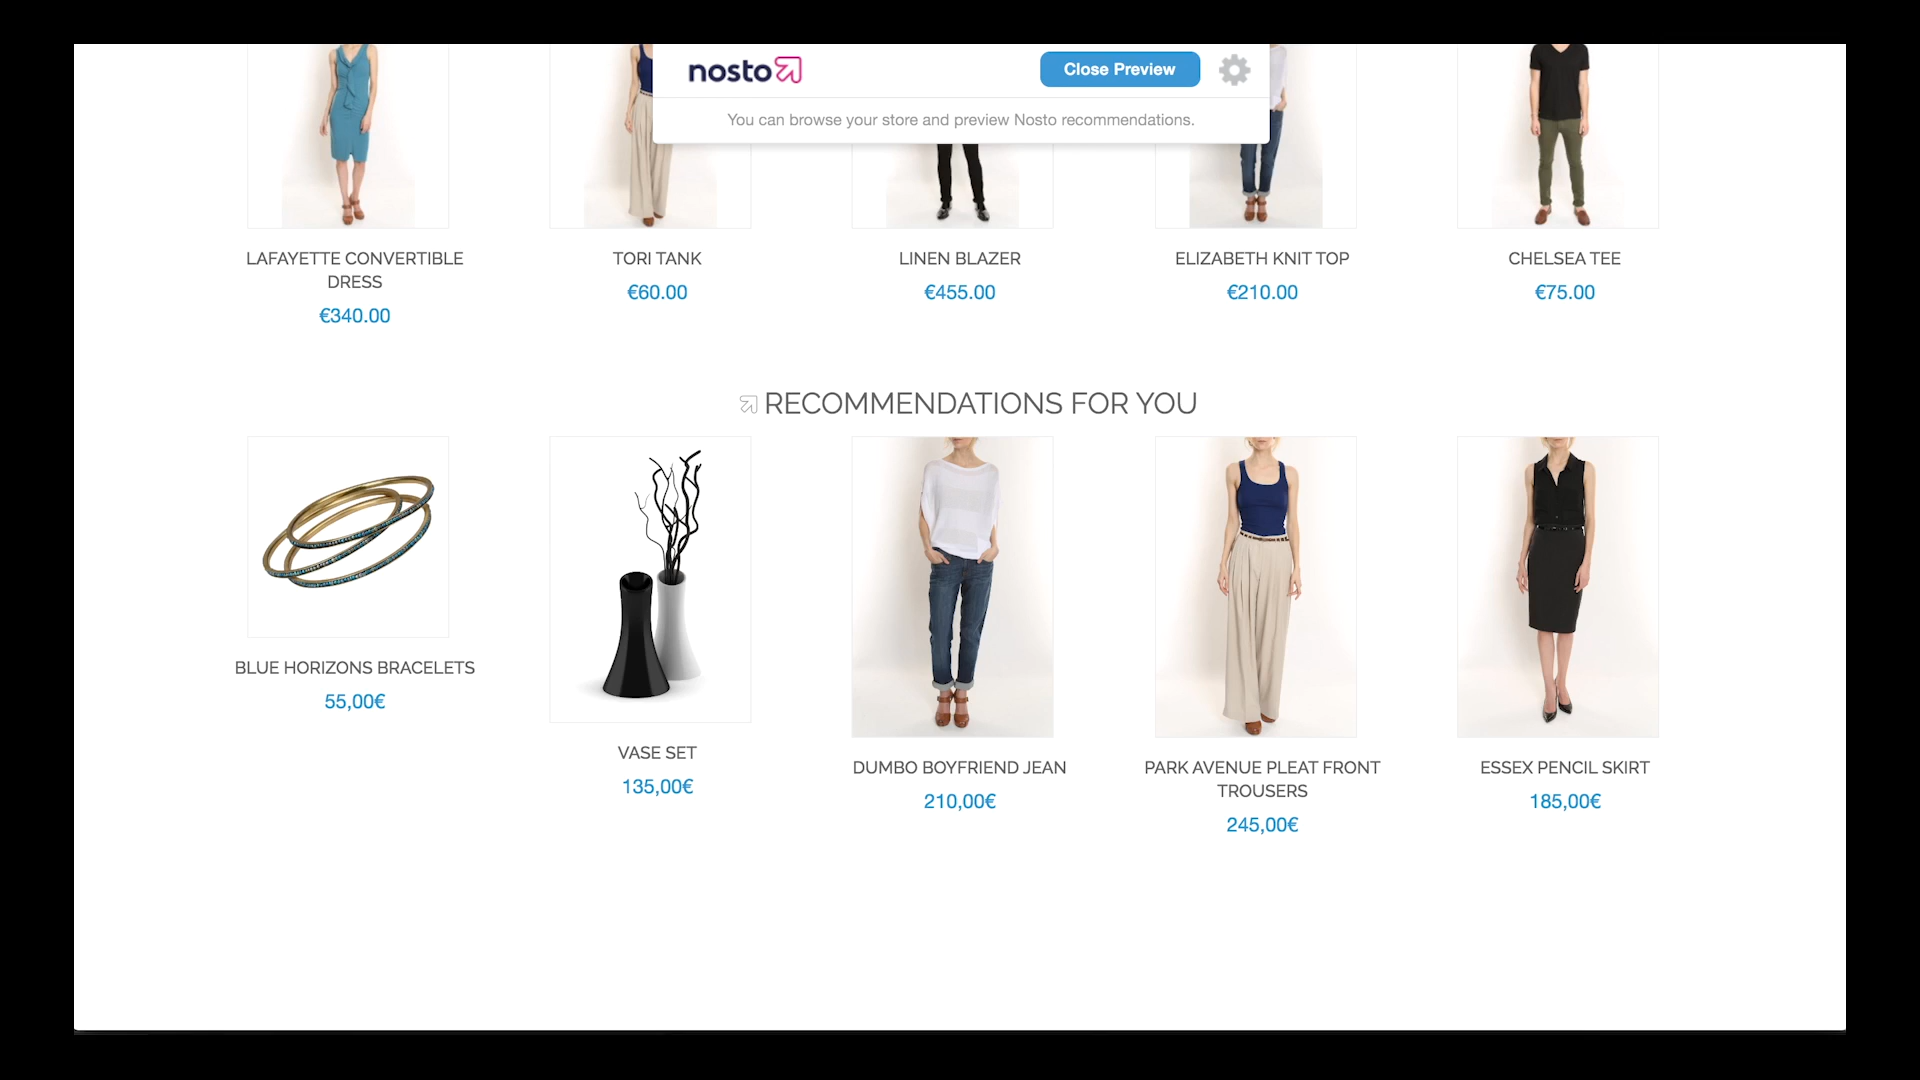 nosto
Close Preview
You can browse your store and preview Nosto recommendations.
LAFAYETTE CONVERTIBLE
DRESS
€340.00
TORI TANK
€60.00
LINEN BLAZER
€455.00
ELIZABETH KNIT TOP
€210.00
CHELSEA TEE
€75.00
RECOMMENDATIONS FOR YOU
BLUE HORIZONS BRACELETS
55,00€
VASE SET
135,00€
DUMBO BOYFRIEND JEAN
210,00€
PARK AVENUE PLEAT FRONT
TROUSERS
245,00€
ESSEX PENCIL SKIRT
185,00€